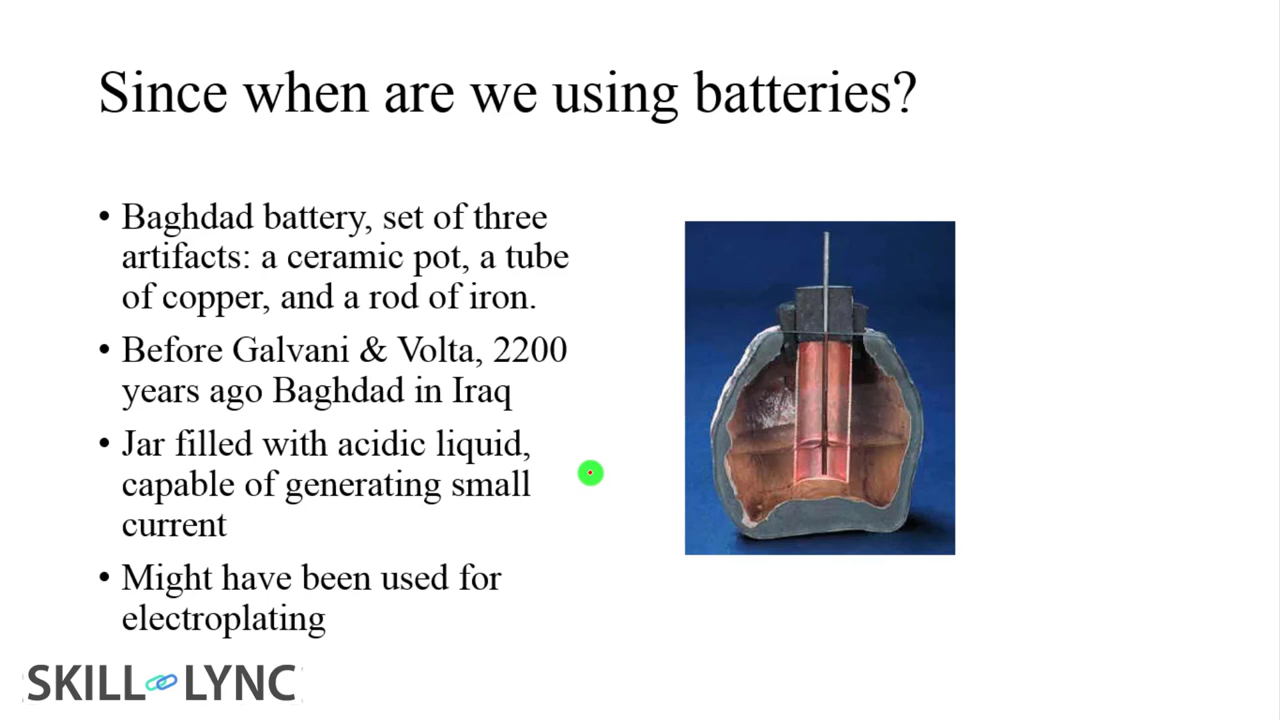 Since when are we using batteries?
• Baghdad battery, set of three
artifacts: a ceramic pot, a tube
of copper, and a rod of iron.
• Before Galvani & Volta, 2200
years ago Baghdad in Iraq
• Jar filled with acidic liquid,
capable of generating small
current
• Might have been used for
electroplating
SKILL LYNC